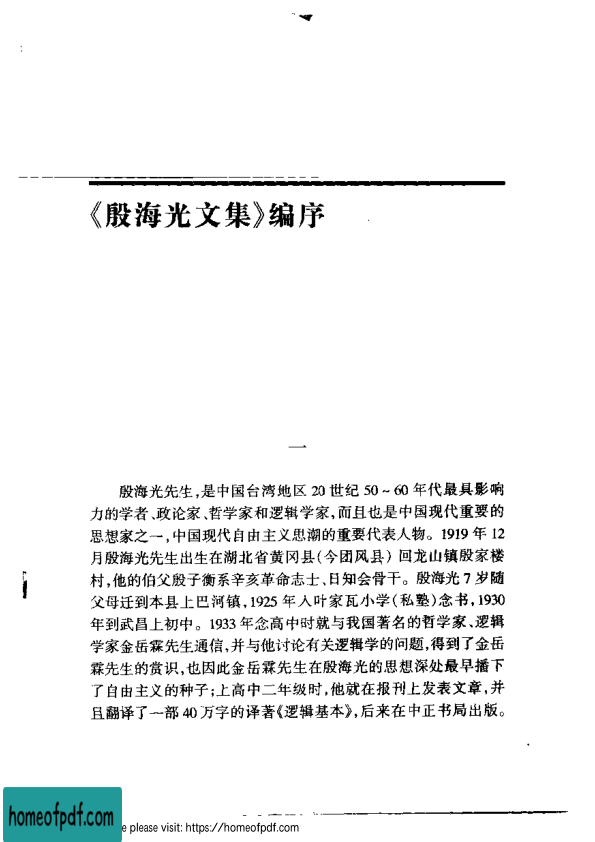 《殷海光文集》编序
一
殷海光先生,是中国台湾地区 20 世纪 50~60 年代最具影响
力的学者、政论家、哲学家和逻辑学家,而且也是中国现代重要的
思想家之一,中国现代自由主义思潮的重要代表人物。1919 年 12
月殷海光先生出生在湖北省黄冈县(今团风县) 回龙山镇殷家楼
村,他的伯父殷子衡系辛亥革命志士、日知会骨干。殷海光 7 岁随
父母迁到本县上巴河镇,1925 年入叶家瓦小学(私塾)念书,1930
年到武昌上初中。1933 年念高中时就与我国著名的哲学家、逻辑
学家金岳霖先生通信,并与他讨论有关逻辑学的问题,得到了金岳
霖先生的赏识,也因此金岳霖先生在殷海光的思想深处最早播下
了自由主义的种子;上高中二年级时,他就在报刊上发表文章,并
且翻译了一部 40 万字的译著《逻辑基本》,后来在中正书局出版。
homeofpdf.com
please visit: https://homeofpdf.com